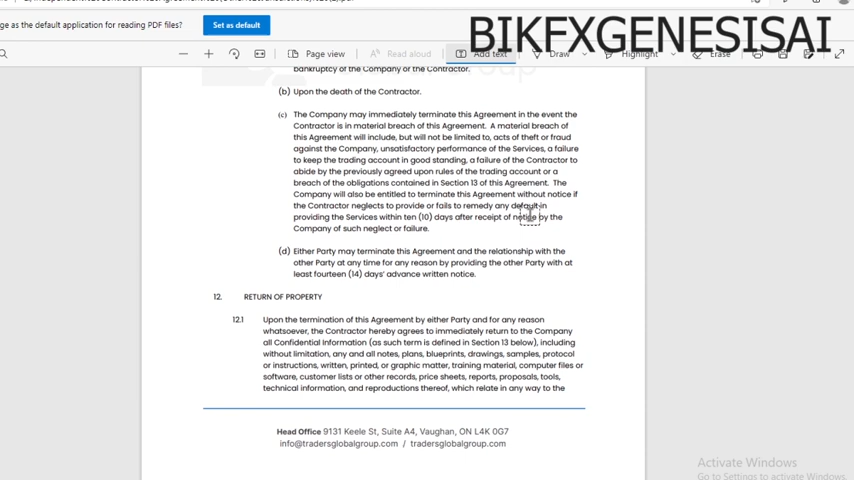 ge as the default application for reading PDF files?
Set as default
BIKFXGENESISAI
Page view
Read aloud
Add text
Draw
Highlight
Erase
bankruptcy of the Company or the Contractor.
(b) Upon the death of the Contractor.
(c) The Company may immediately terminate this Agreement in the event the
Contractor is in material breach of this Agreement. A material breach of
this Agreement will include, but will not be limited to, acts of theft or fraud
against the Company, unsatisfactory performance of the Services, a failure
to keep the trading account in good standing, a failure of the Contractor to
abide by the previously agreed upon rules of the trading account or a
breach of the obligations contained in Section 13 of this Agreement. The
Company will also be entitled to terminate this Agreement without notice if
the Contractor neglects to provide or fails to remedy any default in
providing the Services within ten (10) days after receipt of notice by the
Company of such neglect or failure.
(d) Either Party may terminate this Agreement and the relationship with the
other Party at any time for any reason by providing the other Party with at
least fourteen (14) days' advance written notice.
12. RETURN OF PROPERTY
12.1 Upon the termination of this Agreement by either Party and for any reason
whatsoever, the Contractor hereby agrees to immediately return to the Company
all Confidential Information (as such term is defined in Section 13 below), including
without limitation, any and all notes, plans, blueprints, drawings, samples, protocol
or instructions, written, printed, or graphic matter, training material, computer files or
software, customer lists or other records, price sheets, reports, proposals, tools,
technical information, and reproductions thereof, which relate in any way to the
Head Office 9131 Keele St, Suite A4, Vaughan, ON L4K 0G7
info@tradersglobalgroup.com / tradersglobalgroup.com
Activate Windows
Go to Settings to activate Windows.